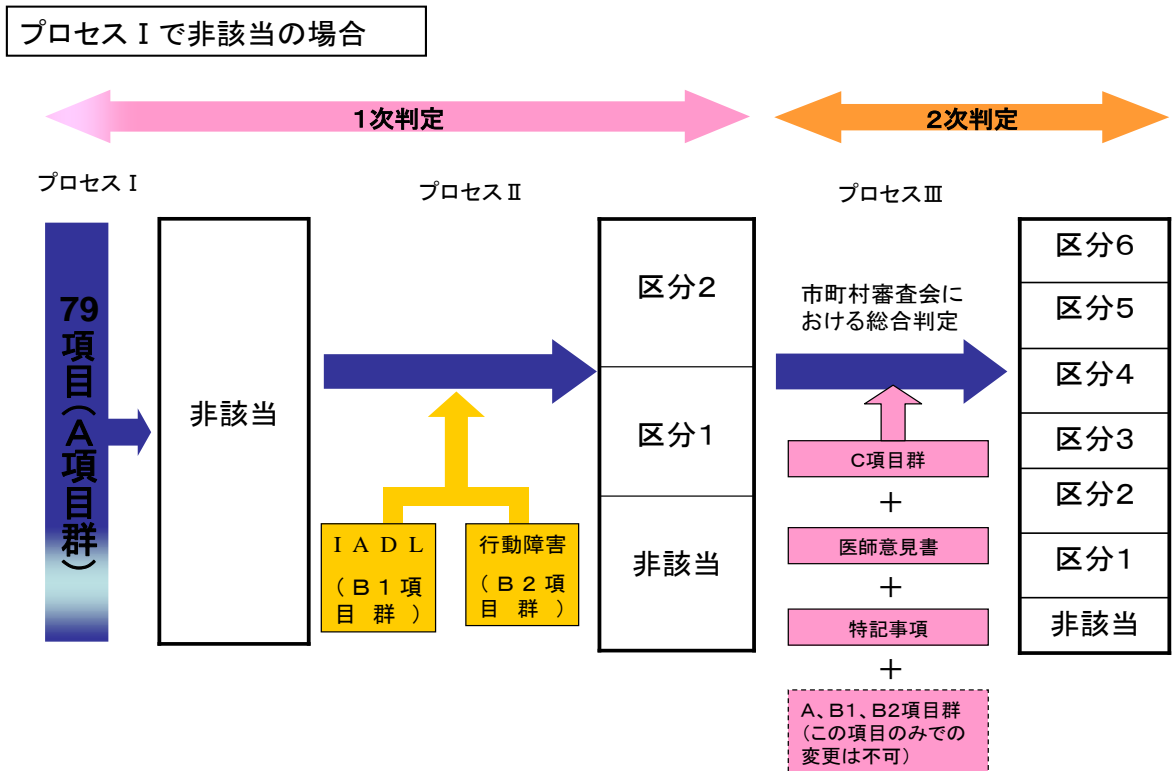 プロセスⅠで非該当の場合
1次判定
2次判定
プロセスⅠ
プロセスⅡ
プロセスⅢ
79項目(A項目群)
非該当
IADL
(B1項
目群)
行動障害
(B2項
目群)
区分2
区分1
非該当
市町村審査会に
おける総合判定
C項目群
+
医師意見書
+
特記事項
+
A、B1、B2項目群
(この項目のみでの
変更は不可)
区分6
区分5
区分4
区分3
区分2
区分1
非該当